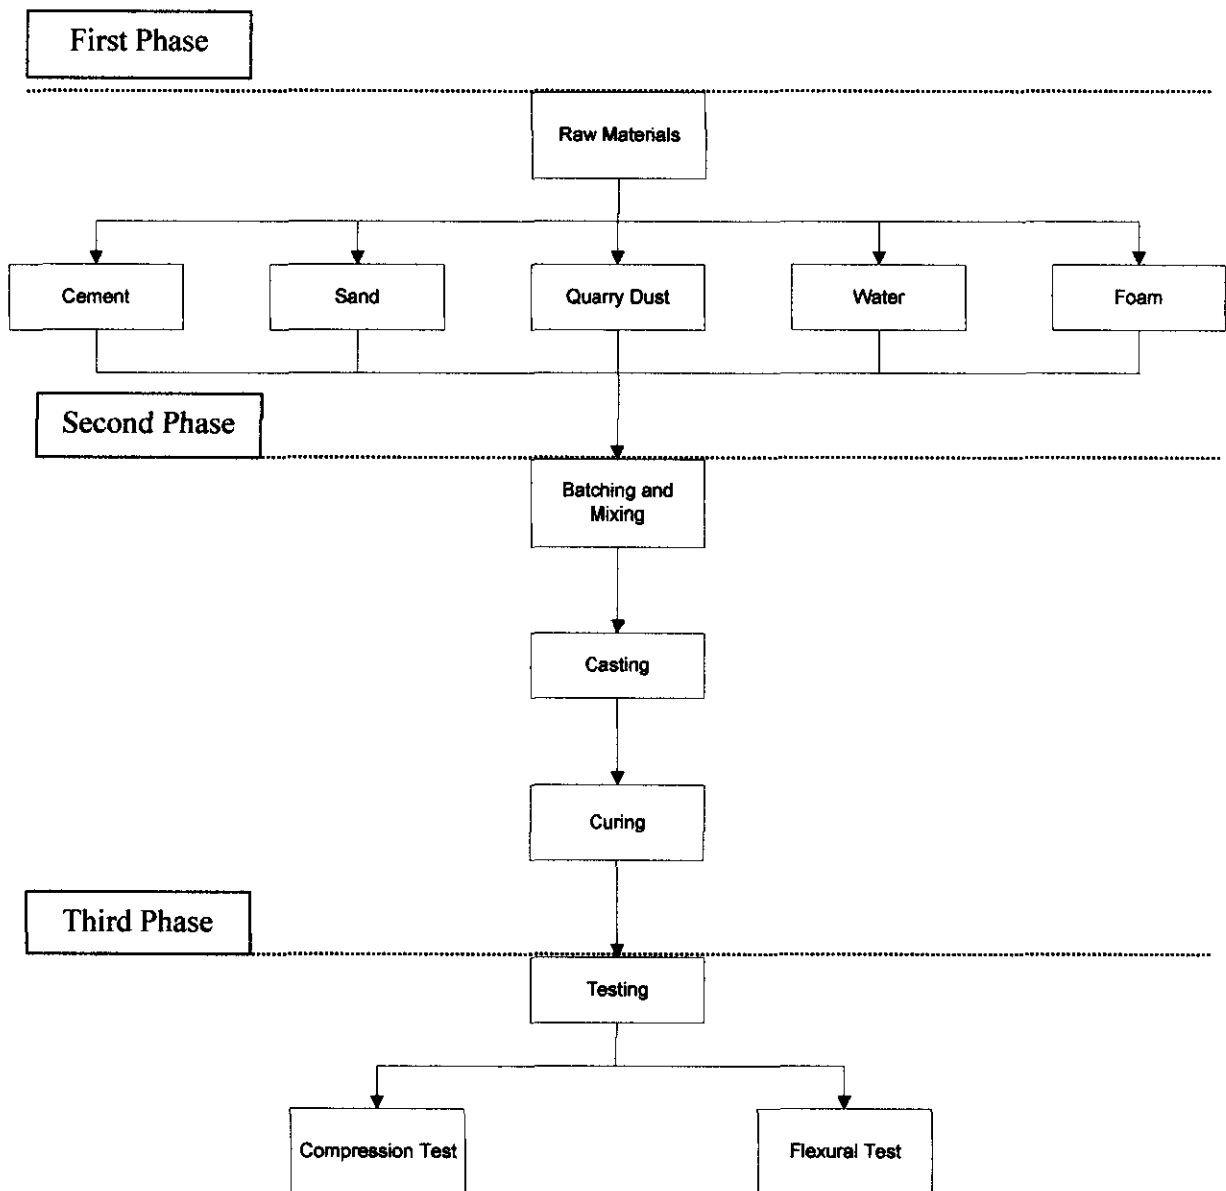 First Phase
Raw Materials
Cement
Sand
Quarry Dust
Water
Foam
Second Phase
Batching and
Mixing
Casting
Curing
Third Phase
Testing
Compression Test
Flexural Test